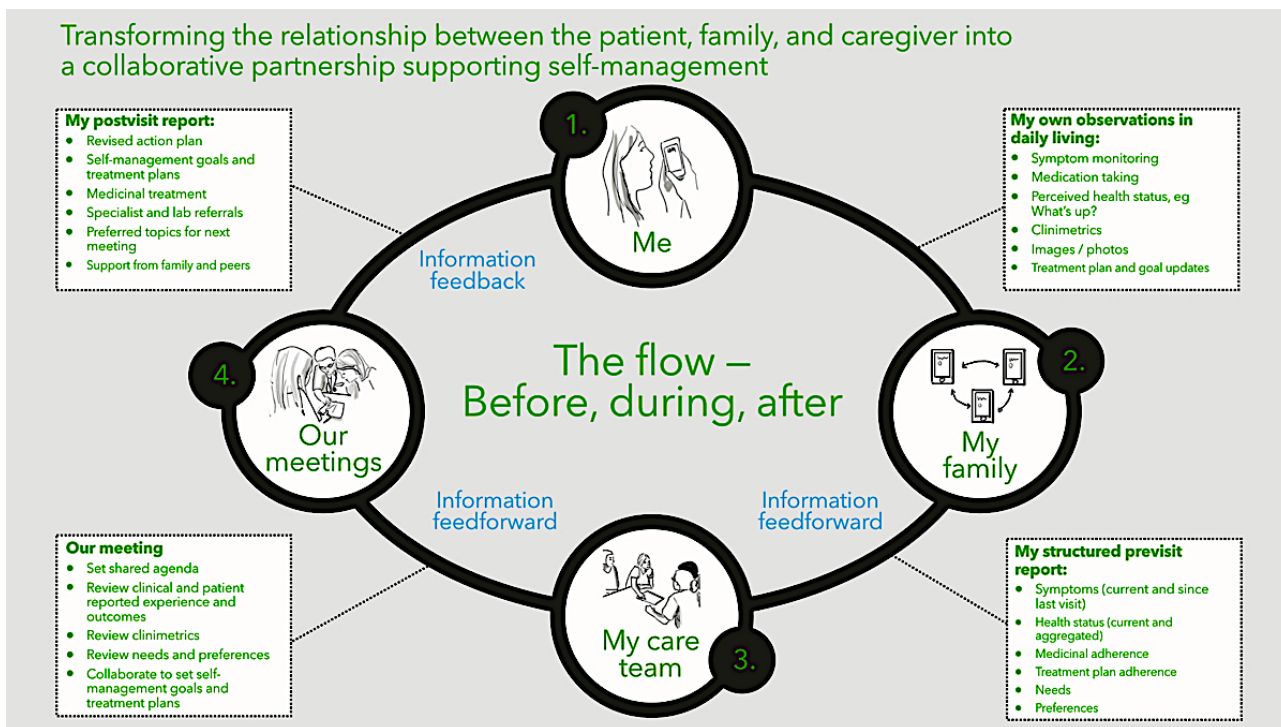 Transforming the relationship between the patient, family, and caregiver into
a collaborative partnership supporting self-management
My postvisit report:
• Revised action plan
• Self-management goals and
treatment plans
• Medicinal treatment
• Specialist and lab referrals
• Preferred topics for next
meeting
• Support from family and peers
1.
Me
My own observations in
daily living:
• Symptom monitoring
• Medication taking
• Perceived health status, eg
What's up?
• Clinimetrics
• Images / photos
• Treatment plan and goal updates
Information
feedback
The flow –
Before, during, after
4.
Our
meetings
2.
My
family
Information
feedforward
Information
feedforward
Our meeting
• Set shared agenda
• Review clinical and patient
reported experience and
outcomes
• Review clinimetrics
• Review needs and preferences
• Collaborate to set self-
management goals and
treatment plans
My care
team
3.
My structured previsit
report:
• Symptoms (current and since
last visit)
• Health status (current and
aggregated)
• Medicinal adherence
• Treatment plan adherence
• Needs
• Preferences